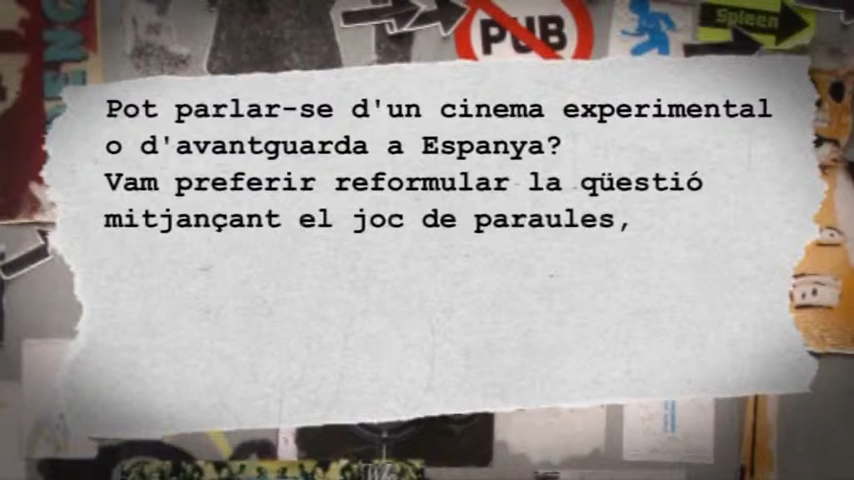 PUB
Spleen
Pot parlar-se d'un cinema experimental
o d'avantguarda a Espanya?
Vam preferir reformular la qüestió
mitjançant el joc de paraules,